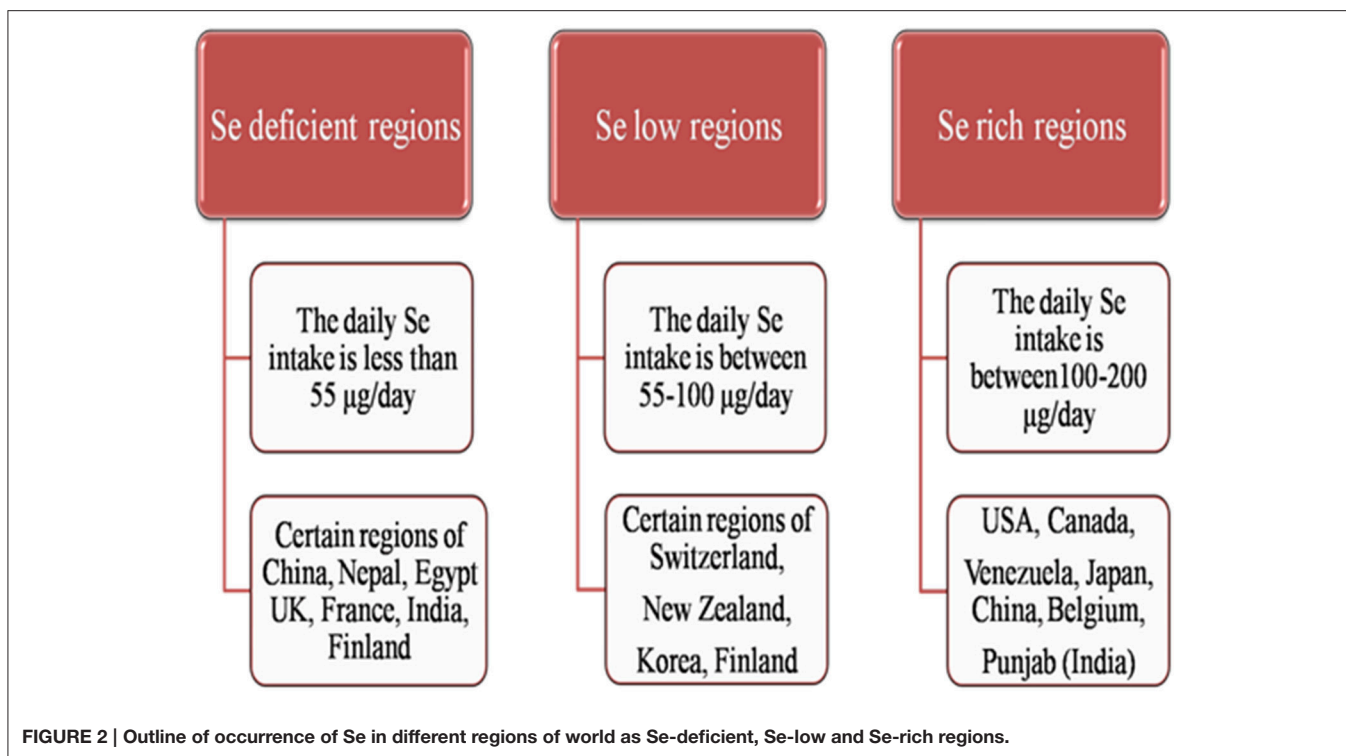 Se deficient regions
The daily Se
intake is less than
55 µg/day
Certain regions of
China, Nepal, Egypt
UK, France, India,
Finland
Se low regions
The daily Se
intake is between
55-100 µg/day
Certain regions of
Switzerland,
New Zealand,
Korea, Finland
Se rich regions
The daily Se
intake is
between100-200
µg/day
USA, Canada,
Venezuela, Japan,
China, Belgium,
Punjab (India)
FIGURE 2 | Outline of occurrence of Se in different regions of world as Se-deficient, Se-low and Se-rich regions.